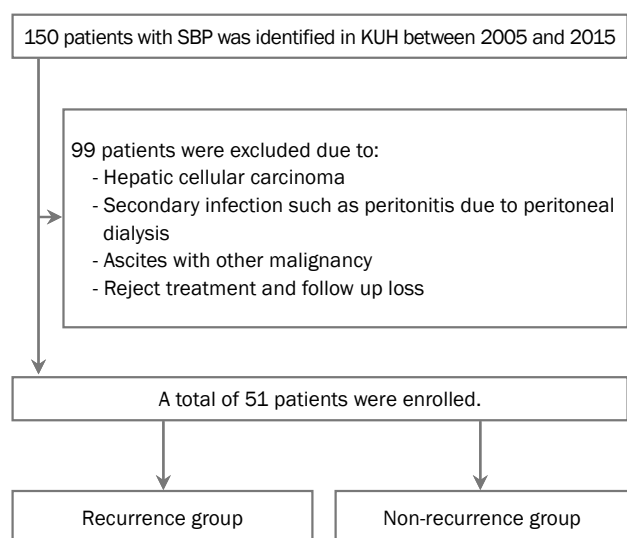 150 patients with SBP was identified in KUH between 2005 and 2015
99 patients were excluded due to:
- Hepatic cellular carcinoma
- Secondary infection such as peritonitis due to peritoneal
dialysis
- Ascites with other malignancy
- Reject treatment and follow up loss
A total of 51 patients were enrolled.
Recurrence group
Non-recurrence group